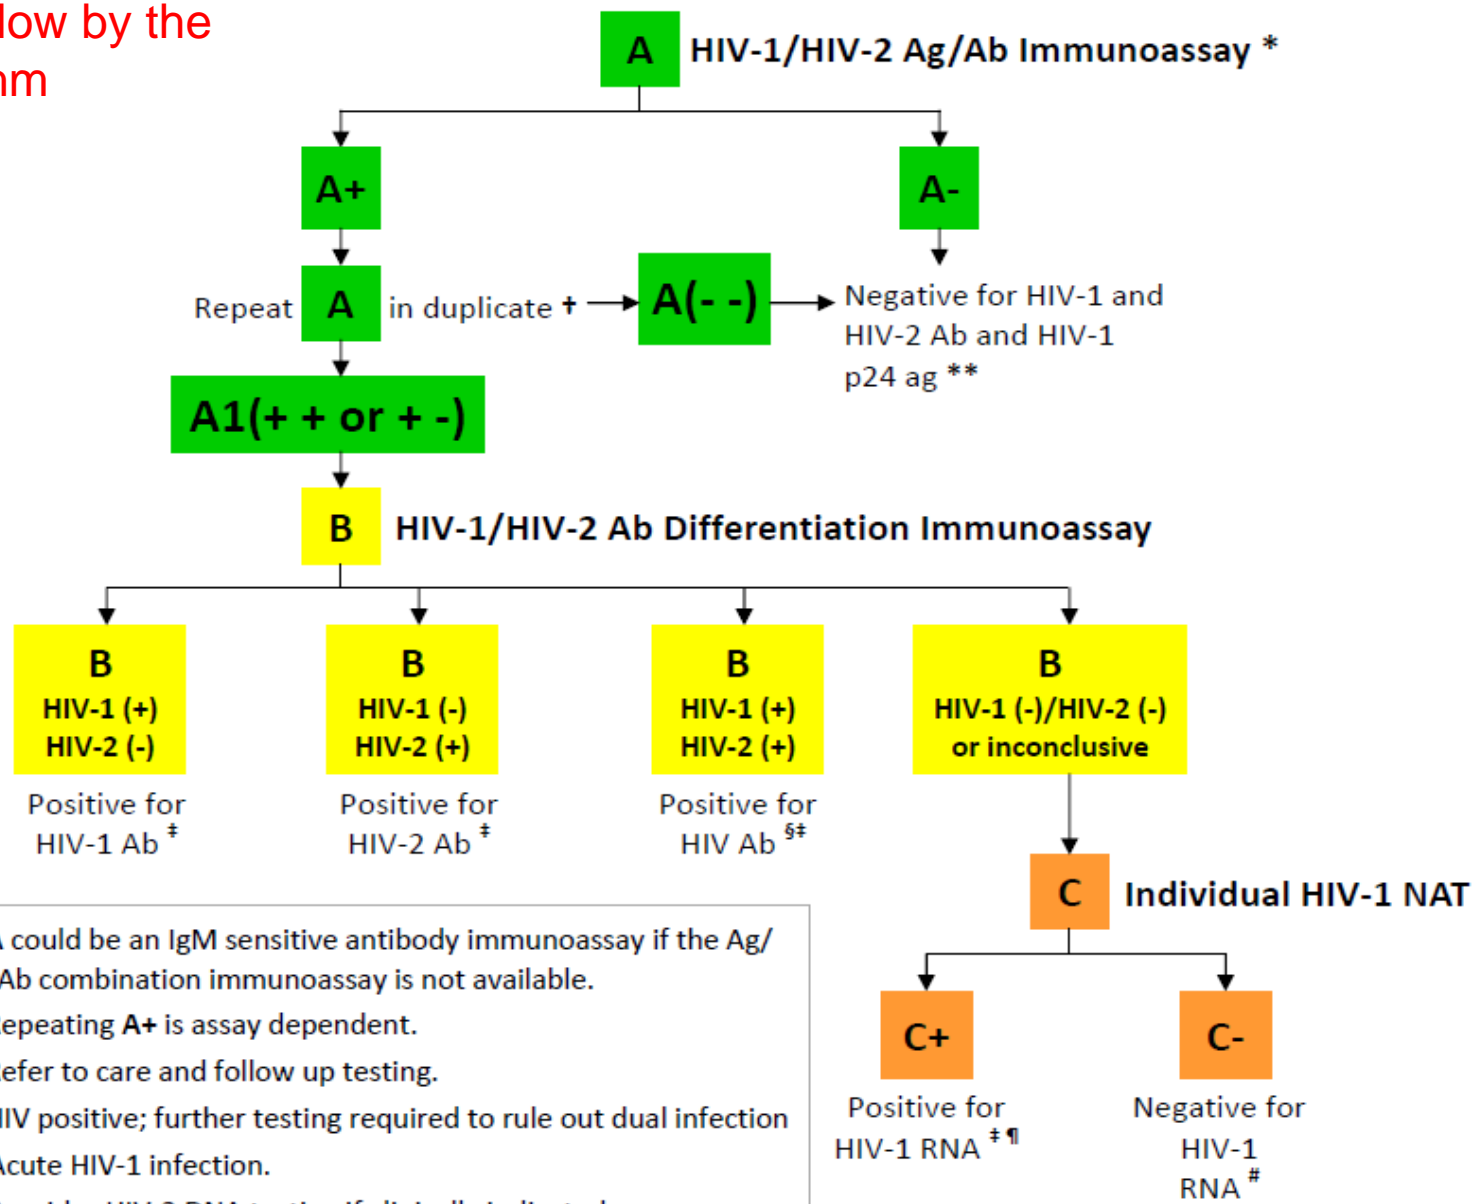 low by the
hm
A HIV-1/HIV-2 Ag/Ab Immunoassay *
A+
A-
Repeat A in duplicate † A(- -)
Negative for HIV-1 and
HIV-2 Ab and HIV-1
p24 ag **
A1(+ + or + -)
B HIV-1/HIV-2 Ab Differentiation Immunoassay
B
HIV-1 (+)
HIV-2 (-)
Positive for
HIV-1 Ab ‡
B
HIV-1 (-)
HIV-2 (+)
Positive for
HIV-2 Ab ‡
B
HIV-1 (+)
HIV-2 (+)
Positive for
HIV Ab §‡
B
HIV-1 (-)/HIV-2 (-)
or inconclusive
C Individual HIV-1 NAT
C+
Positive for
HIV-1 RNA ‡ ¶
C-
Negative for
HIV-1
RNA #
A could be an IgM sensitive antibody immunoassay if the Ag/
Ab combination immunoassay is not available.
epeating A+ is assay dependent.
efer to care and follow up testing.
HIV positive; further testing required to rule out dual infection
Acute HIV-1 infection.